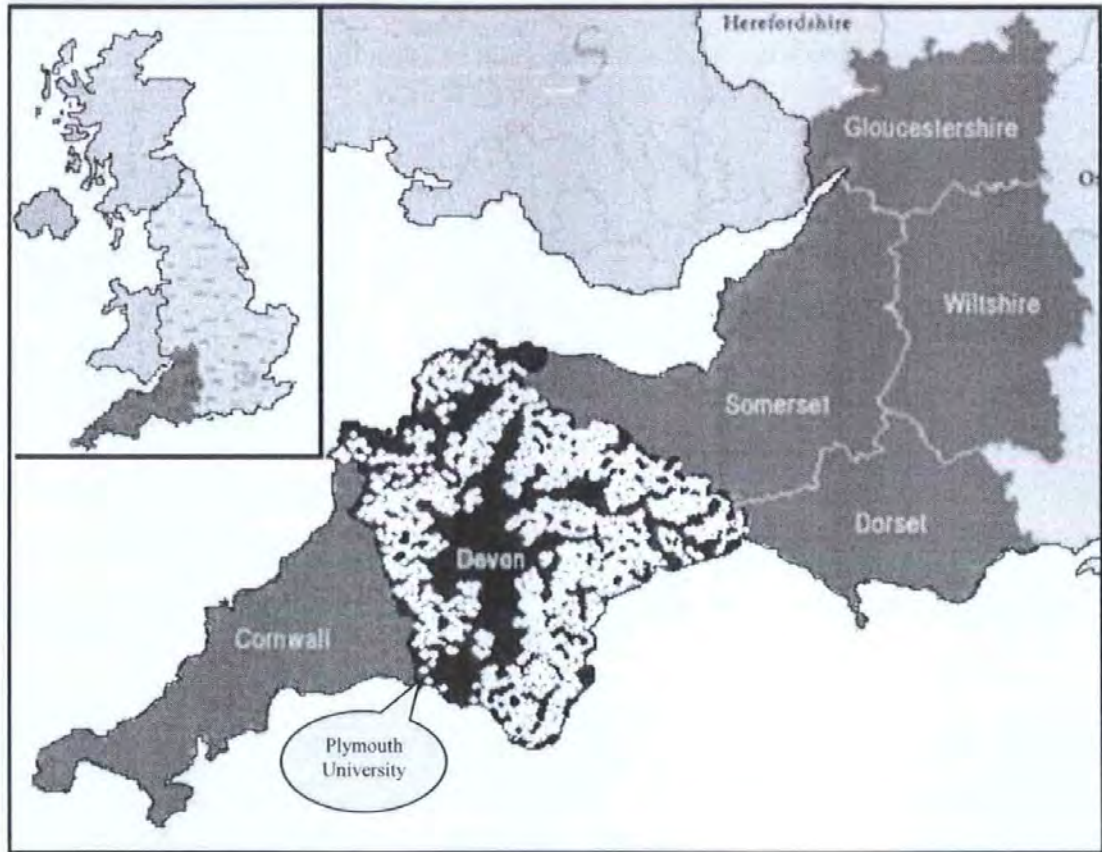 Herefordshire
Gloucestershire
Wiltshire
Somerset
Dorset
Devon
Cornwall
Plymouth
University